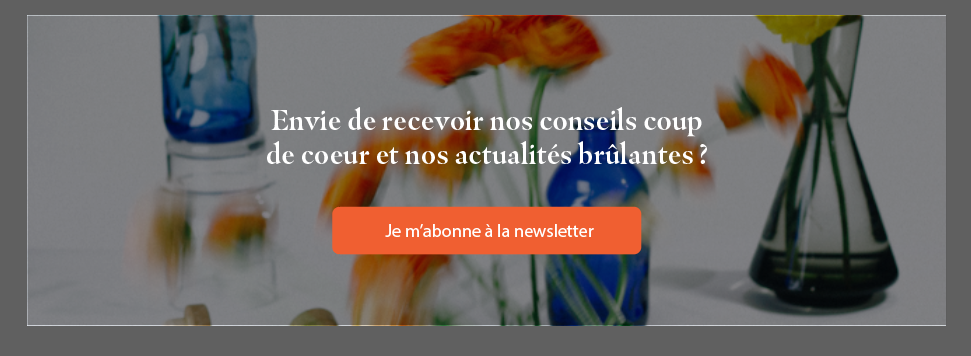 Envie de recevoir nos conseils coup
de coeur et nos actualités brûlantes ?
Je m'abonne à la newsletter